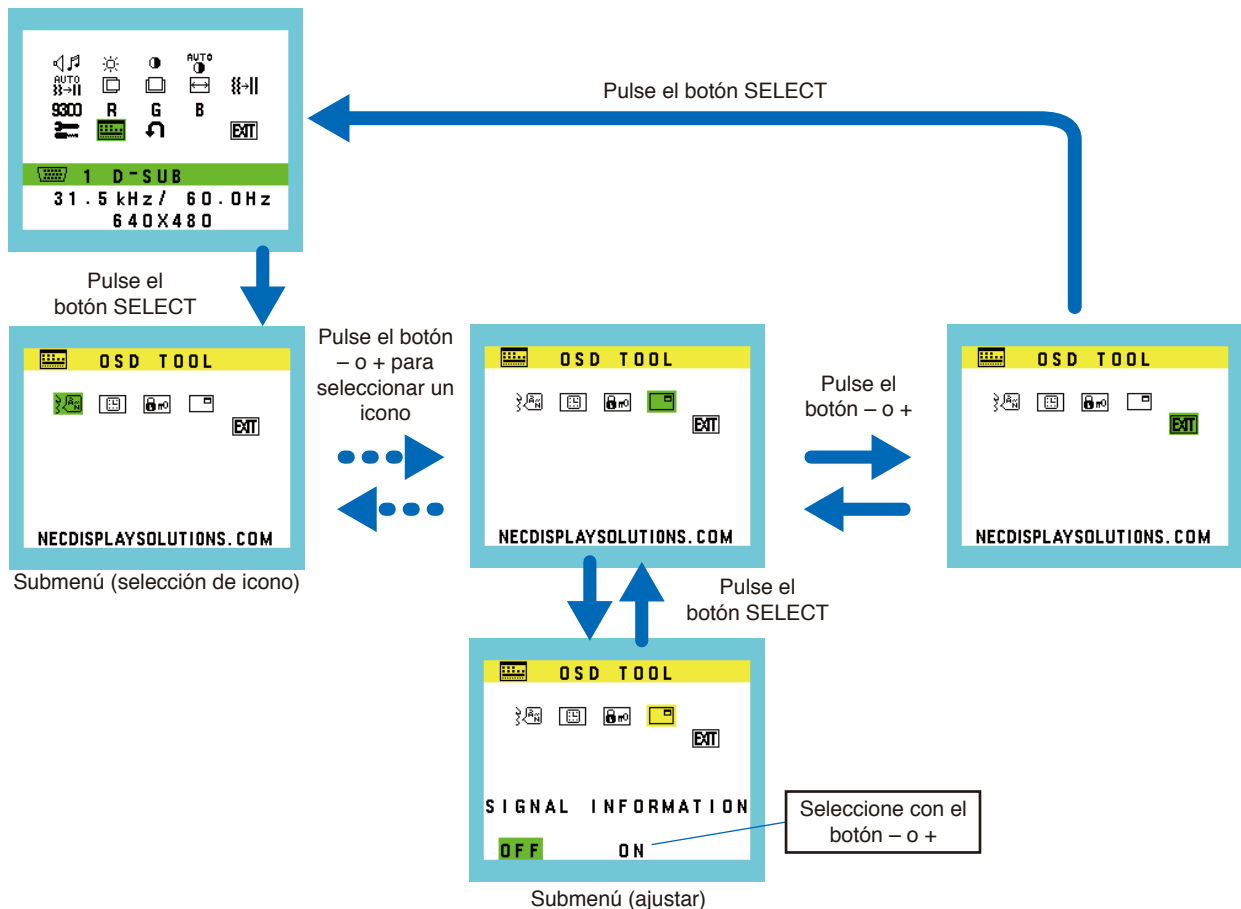 AUTO
AUTO
9300 R G B
EXIT
1 D-SUB
31.5 kHz/ 60.0Hz
640X480
Pulse el botón SELECT
Pulse el
botón SELECT
OSD TOOL
EXIT
NECDISPLAYSOLUTIONS.COM
Submenú (selección de icono)
Pulse el botón
– o + para
seleccionar un
icono
OSD TOOL
EXIT
NECDISPLAYSOLUTIONS.COM
Pulse el
botón – o +
OSD TOOL
EXIT
NECDISPLAYSOLUTIONS.COM
Pulse el
botón SELECT
OSD TOOL
EXIT
SIGNAL INFORMATION
OFF ON
Seleccione con el
botón – o +
Submenú (ajustar)